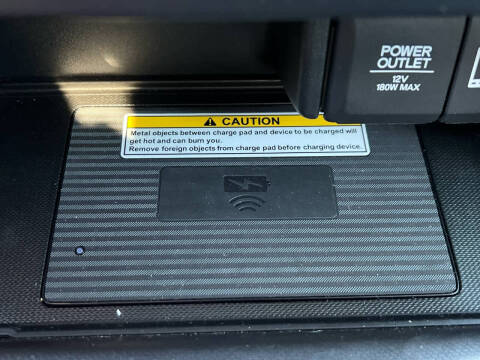 POWER
OUTLET
12V
180W MAX
CAUTION
Metal objects between charge pad and device to be charged will
get hot and can burn you.
Remove foreign objects from charge pad before charging device.